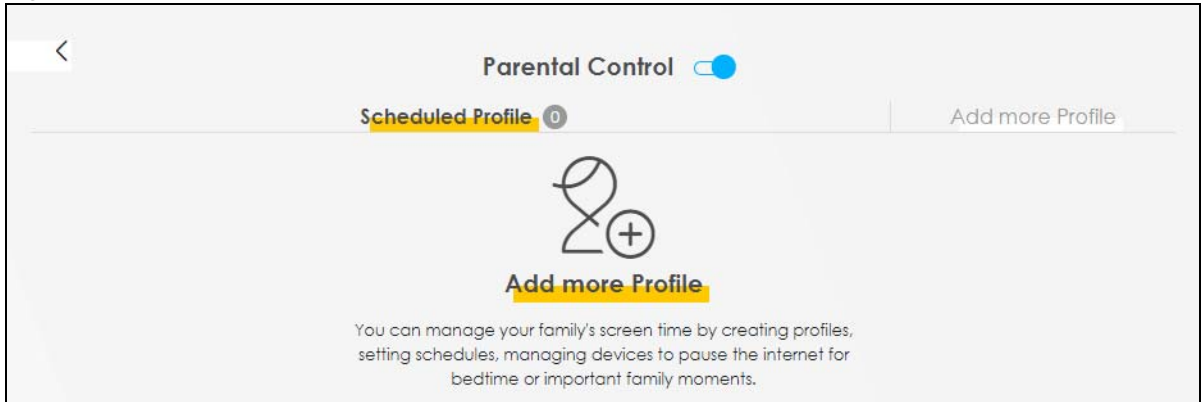 Parental Control
Scheduled Profile 0
Add more Profile
Add more Profile
You can manage your family's screen time by creating profiles,
setting schedules, managing devices to pause the internet for
bedtime or important family moments.